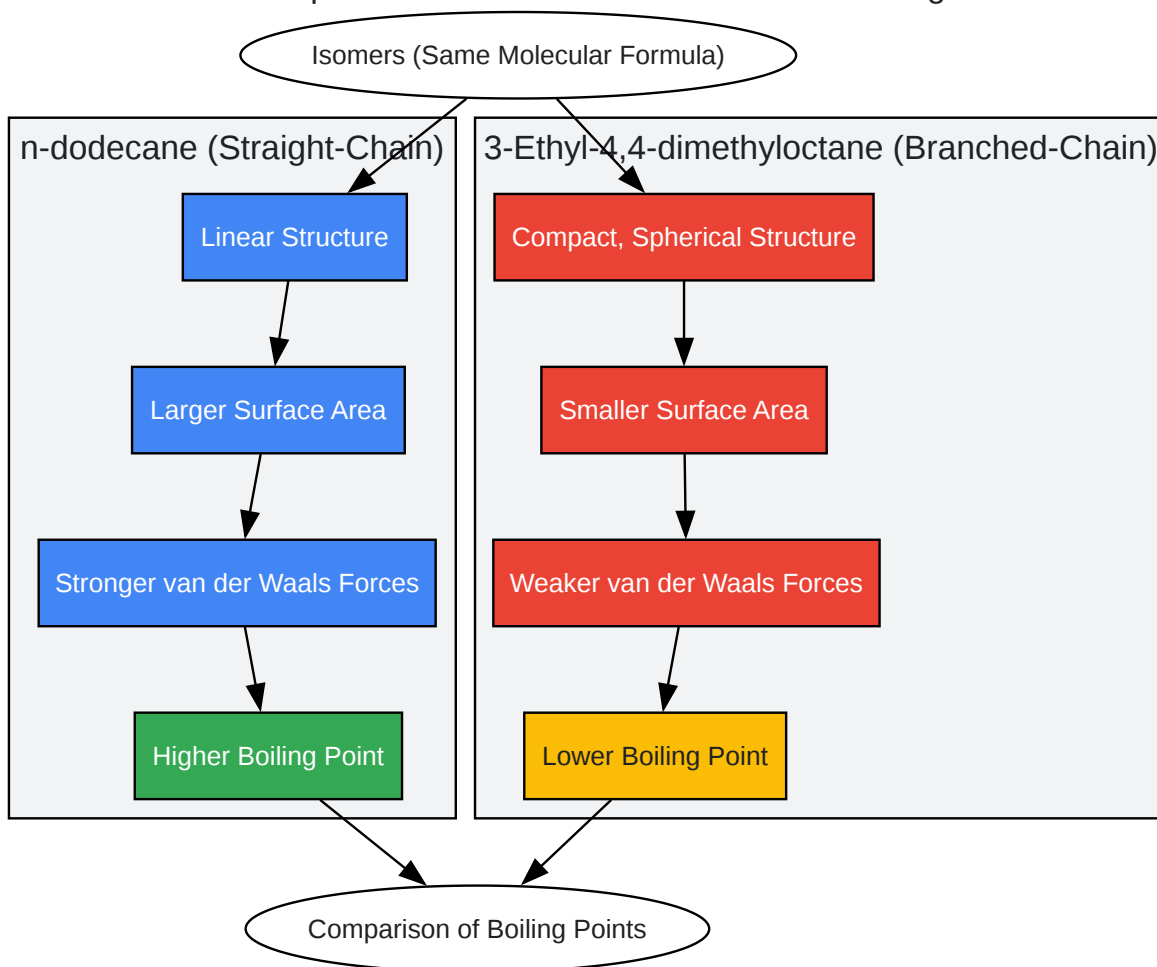 Isomers (Same Molecular Formula)
n-dodecane (Straight-Chain)
Linear Structure
Larger Surface Area
Stronger van der Waals Forces
Higher Boiling Point
3-Ethyl-4,4-dimethyloctane (Branched-Chain)
Compact, Spherical Structure
Smaller Surface Area
Weaker van der Waals Forces
Lower Boiling Point
Comparison of Boiling Points